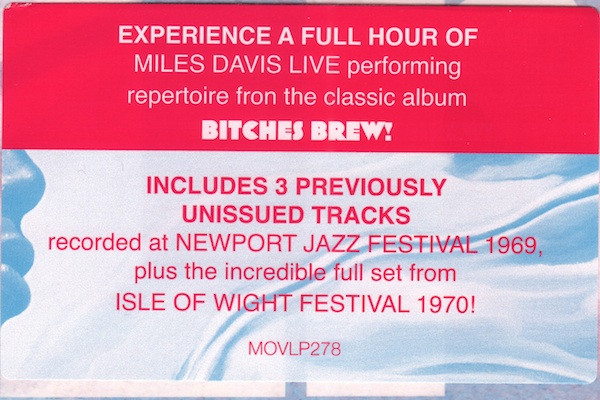 EXPERIENCE A FULL HOUR OF
MILES DAVIS LIVE performing
repertoire fron the classic album
BITCHES BREW!
INCLUDES 3 PREVIOUSLY
UNISSUED TRACKS
recorded at NEWPORT JAZZ FESTIVAL 1969,
plus the incredible full set from
ISLE OF WIGHT FESTIVAL 1970!
MOVLP278